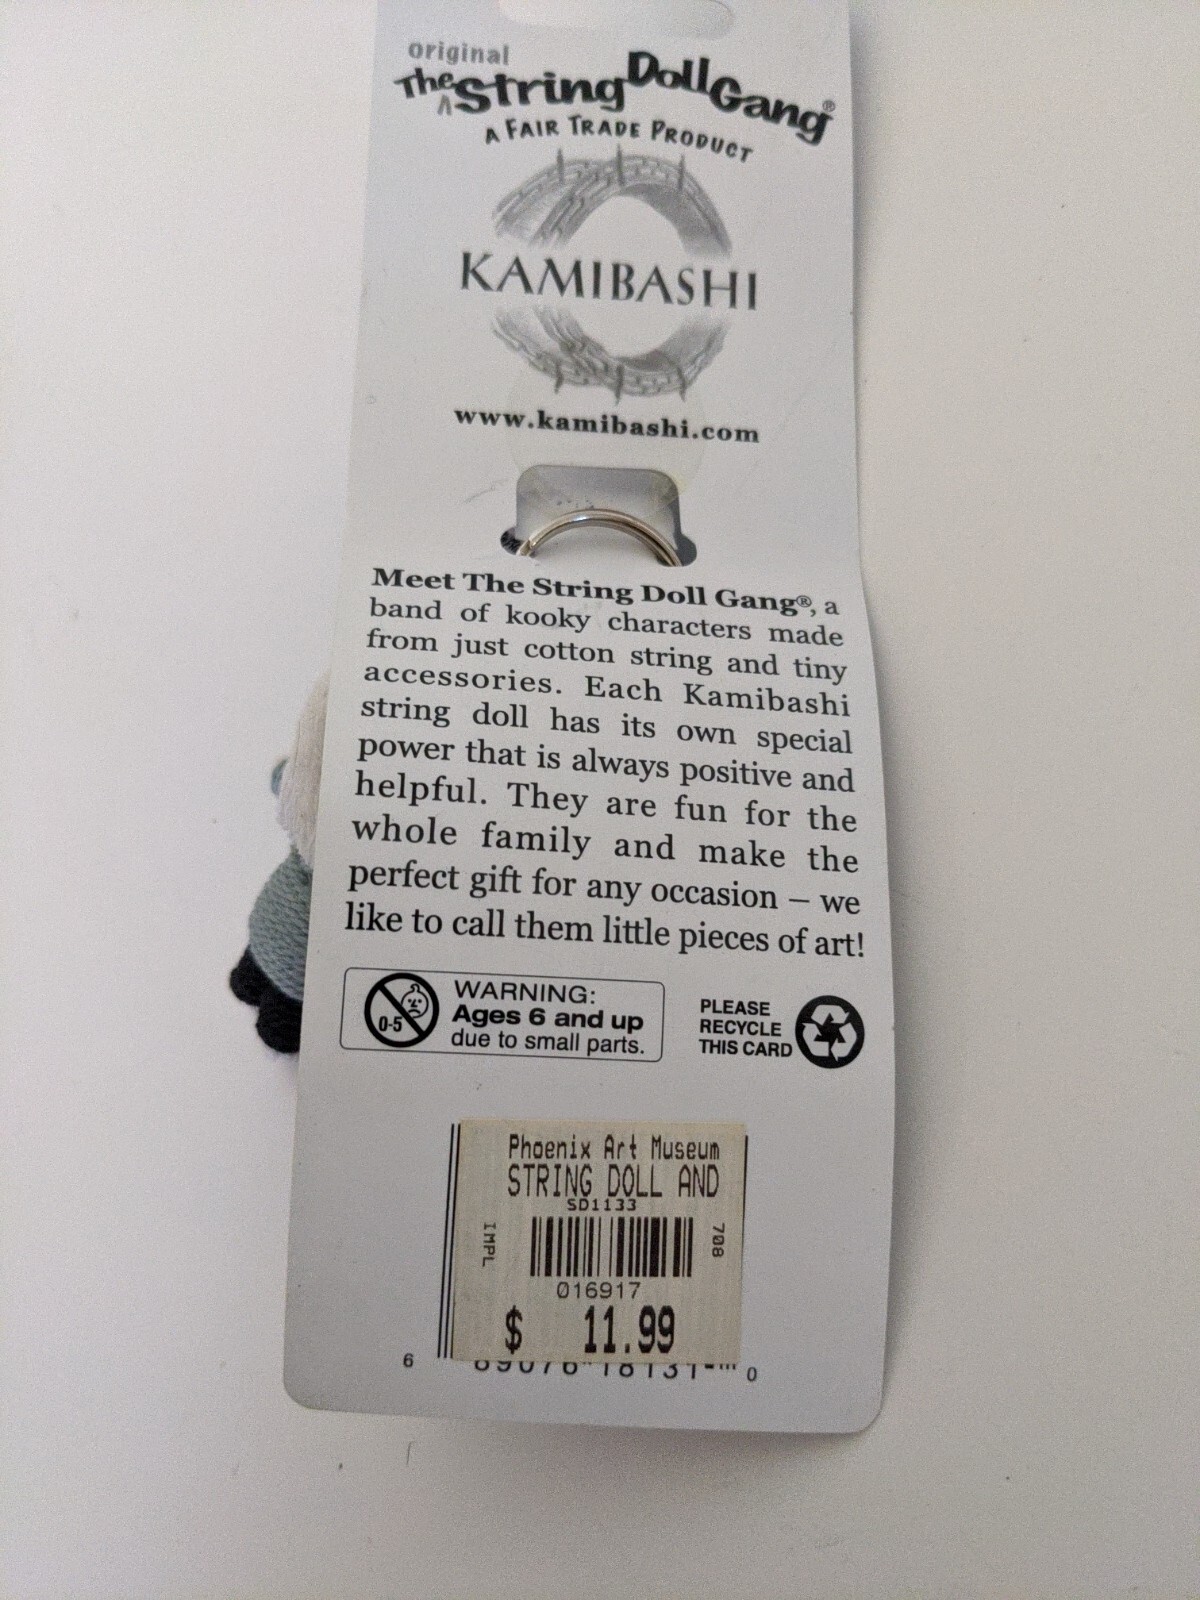 original
The String Doll Gang®
A FAIR TRADE PRODUCT
KAMIBASHI
www.kamibashi.com
Meet The String Doll Gang®, a
band of kooky characters made
from just cotton string and tiny
accessories. Each Kamibashi
string doll has its own special
power that is always positive and
helpful. They are fun for the
whole family and make the
perfect gift for any occasion – we
like to call them little pieces of art!
0-5
WARNING:
Ages 6 and up
due to small parts.
PLEASE
RECYCLE
THIS CARD
Phoenix Art Museum
STRING DOLL AND
SD1133
IMPL
708
016917
$ 11.99
6
0